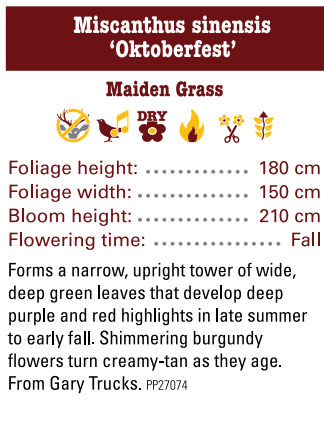 Miscanthus sinensis
‘Oktoberfest’
Maiden Grass
DRY
Foliage height: .............. 180 cm
Foliage width: ............... 150 cm
Bloom height: .............. 210 cm
Flowering time: ................ Fall
Forms a narrow, upright tower of wide,
deep green leaves that develop deep
purple and red highlights in late summer
to early fall. Shimmering burgundy
flowers turn creamy-tan as they age.
From Gary Trucks. PP27074